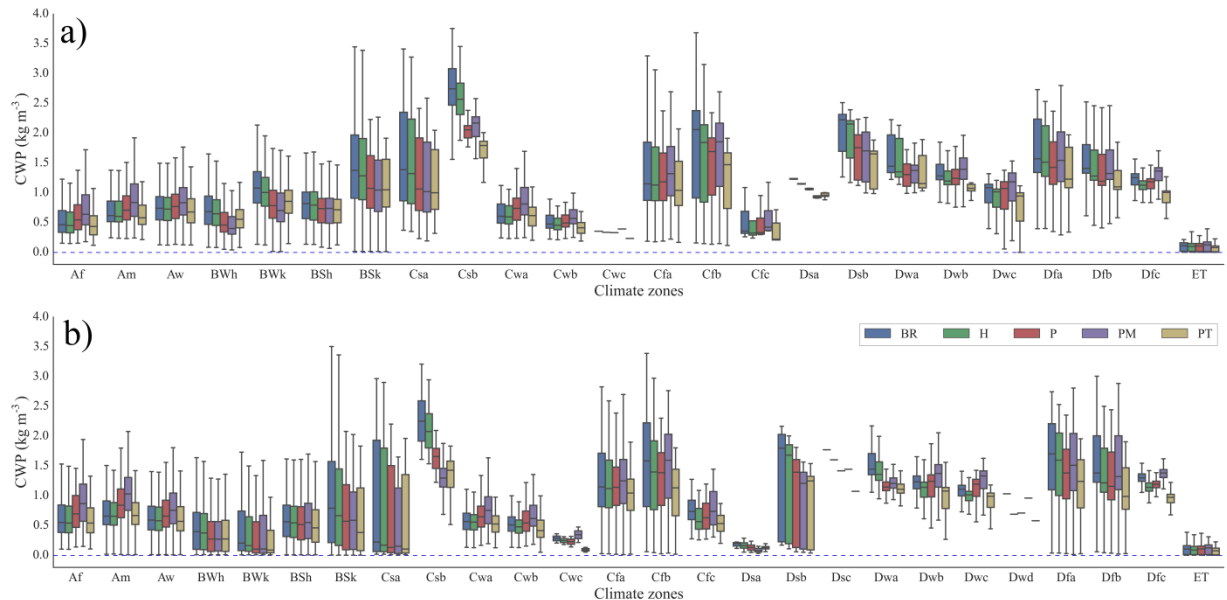 a)
CWP (kg m⁻³)
4.0
3.5
3.0
2.5
2.0
1.5
1.0
0.5
0.0
Af Am Aw BWh BWk BSh BSk Csa Csb Cwa Cwb Cwc Cfa Cfb Cfc Dsa Dsb Dwa Dwb Dwc Dfa Dfb Dfc ET
Climate zones
b)
BR H P PM PT
CWP (kg m⁻³)
4.0
3.5
3.0
2.5
2.0
1.5
1.0
0.5
0.0
Af Am Aw BWh BWk BSh BSk Csa Csb Cwa Cwb Cwc Cfa Cfb Cfc Dsa Dsb Dsc Dwa Dwb Dwc Dwd Dfa Dfb Dfc ET
Climate zones